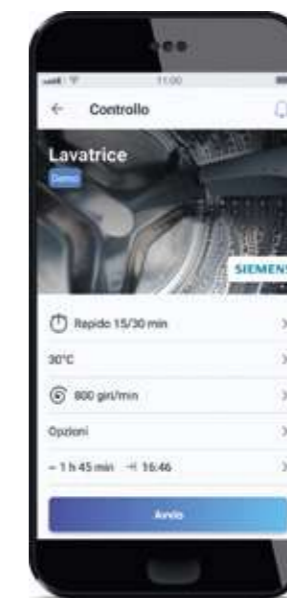 11:00
← Controllo
Lavatrice
Demo
SIEMENS
Rapido 15/30 min
30°C
800 giri/min
Opzioni
~ 1 h 45 min →| 16:46
Avvio